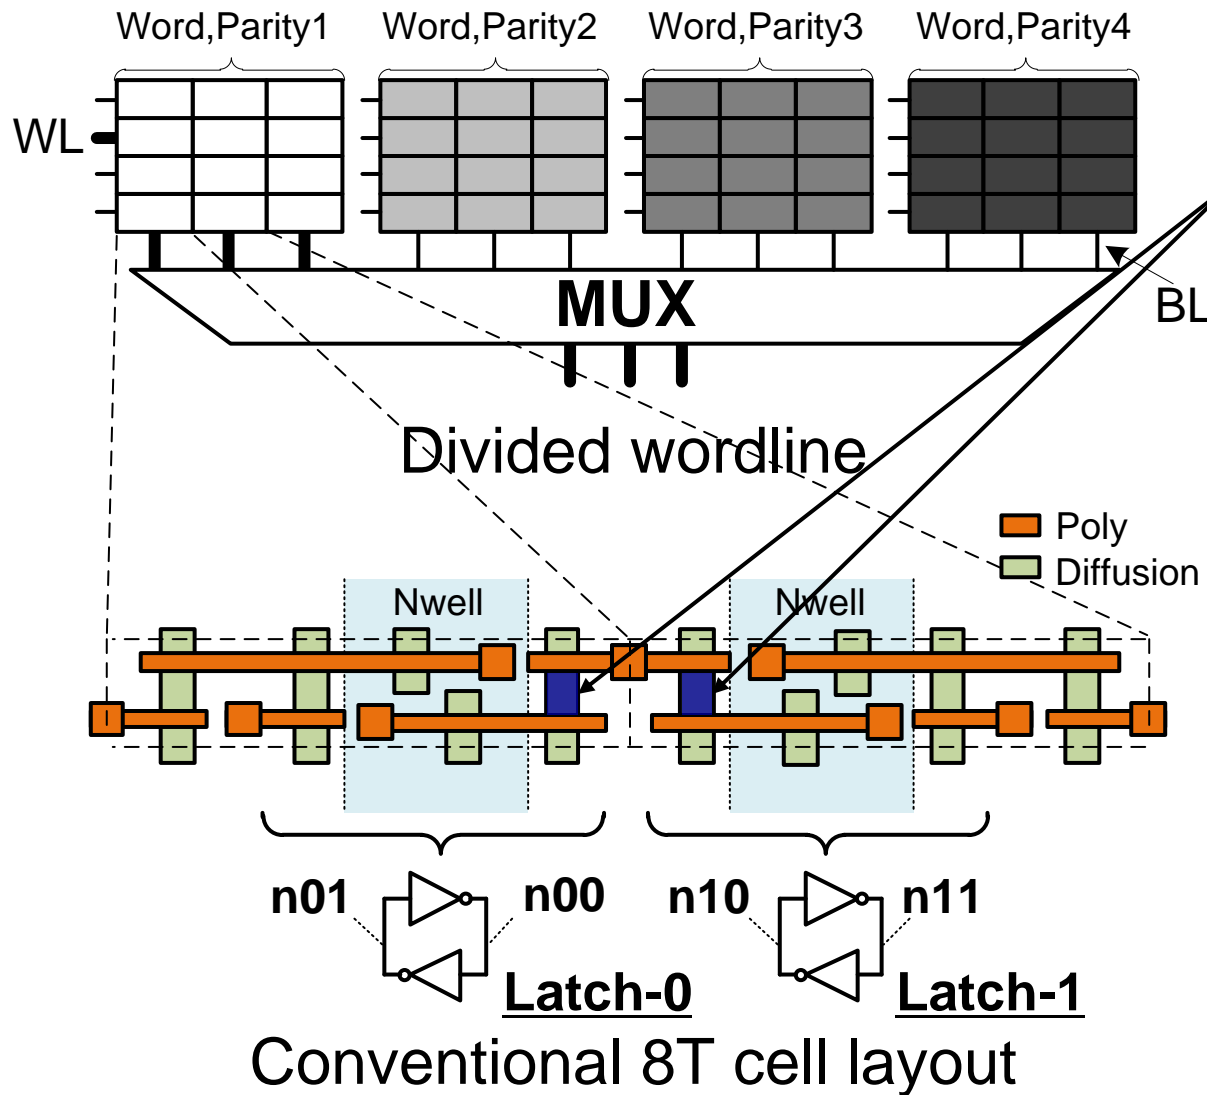 Word,Parity1 Word,Parity2 Word,Parity3 Word,Parity4
WL
MUX
BL
Divided wordline
Poly
Diffusion
Nwell Nwell
n01 n00 n10 n11
Latch-0 Latch-1
Conventional 8T cell layout